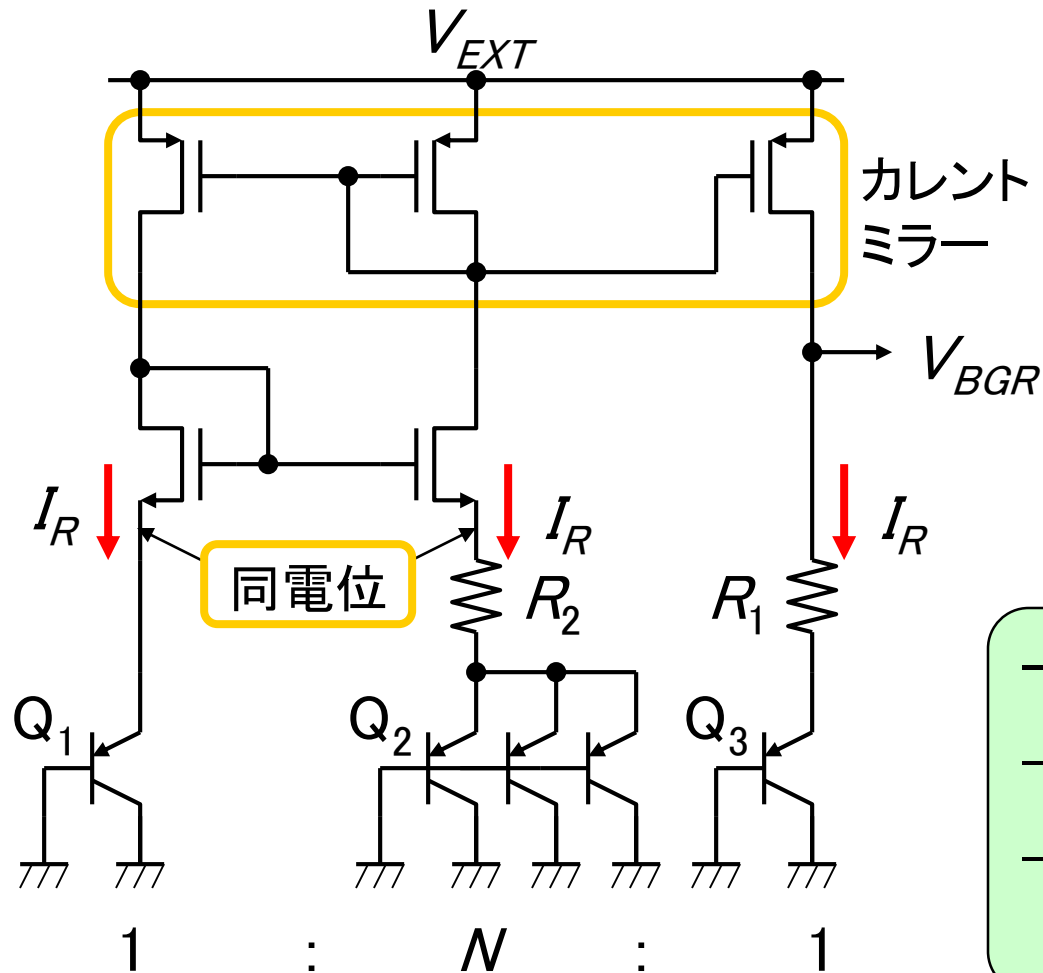 V_EXT
カレント
ミラー
V_BGR
I_R
I_R
I_R
同電位
R_2
R_1
Q_1
Q_2
Q_3
1 : N : 1